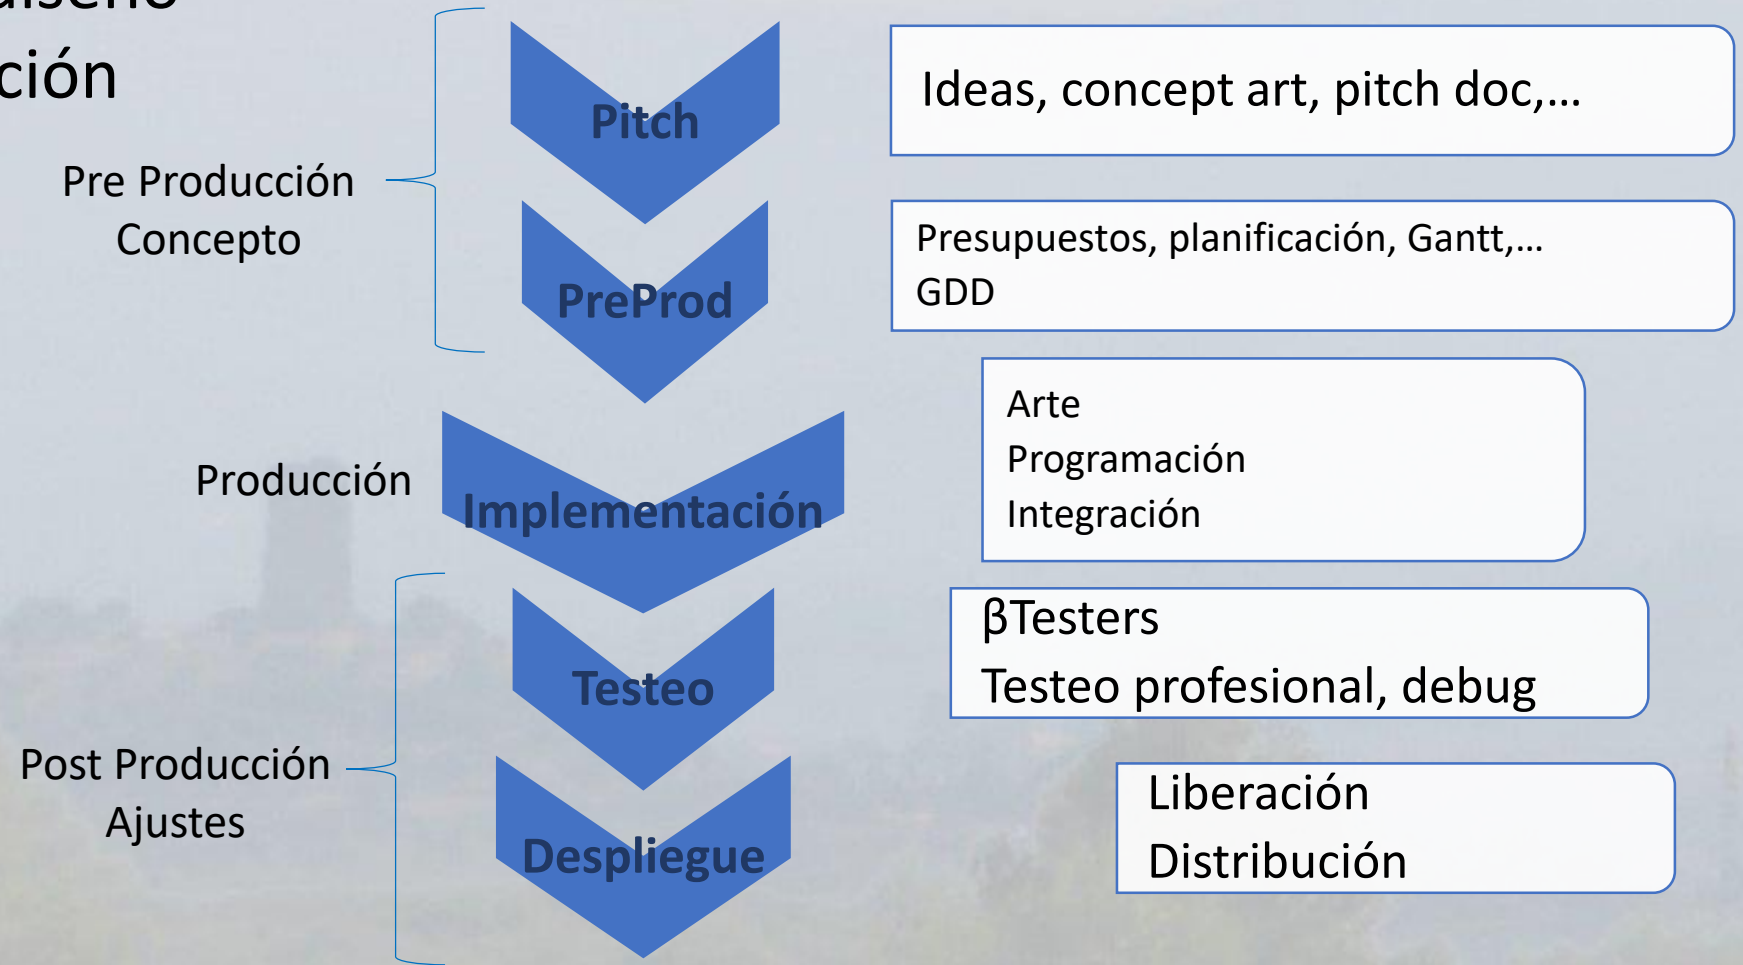 diseño
ción
Pre Producción
Concepto
Pitch
Ideas, concept art, pitch doc,...
PreProd
Presupuestos, planificación, Gantt,...
GDD
Producción
Implementación
Arte
Programación
Integración
Post Producción
Ajustes
Testeo
βTesters
Testeo profesional, debug
Despliegue
Liberación
Distribución